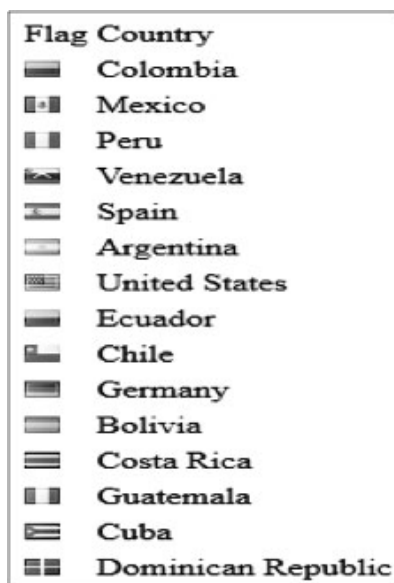 Flag Country
Colombia
Mexico
Peru
Venezuela
Spain
Argentina
United States
Ecuador
Chile
Germany
Bolivia
Costa Rica
Guatemala
Cuba
Dominican Republic